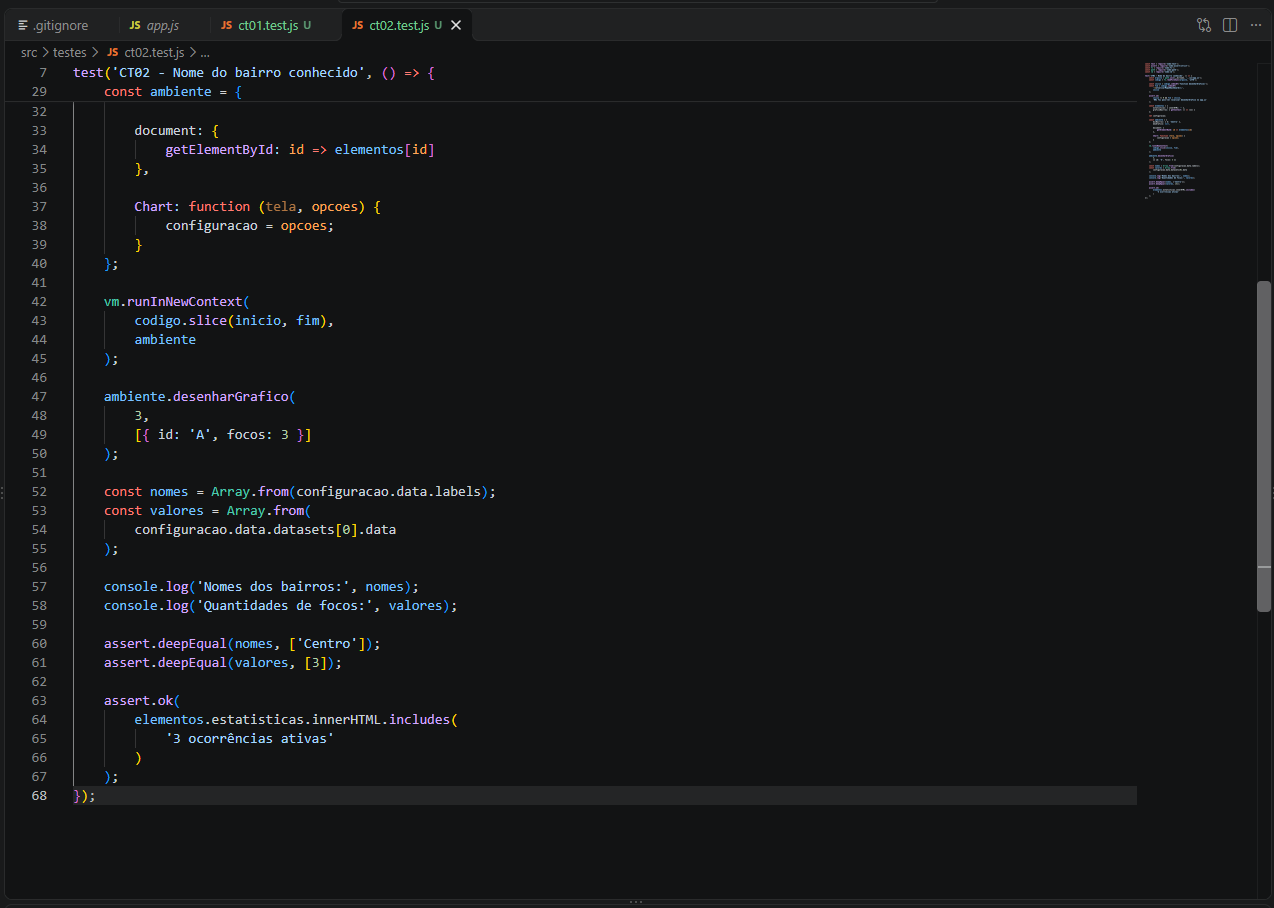 .gitignore
JS app.js
JS ct01.test.js U
JS ct02.test.js U
src > testes > JS ct02.test.js > ...
7 test('CT02 - Nome do bairro conhecido', () => {
29 const ambiente = {
32
33 document: {
34 getElementById: id => elementos[id]
35 },
36
37 Chart: function (tela, opcoes) {
38 configuracao = opcoes;
39 }
40 };
41
42 vm.runInNewContext(
43 codigo.slice(inicio, fim),
44 ambiente
45 );
46
47 ambiente.desenharGrafico(
48 3,
49 [{ id: 'A', focos: 3 }]
50 );
51
52 const nomes = Array.from(configuracao.data.labels);
53 const valores = Array.from(
54 configuracao.data.datasets[0].data
55 );
56
57 console.log('Nomes dos bairros:', nomes);
58 console.log('Quantidades de focos:', valores);
59
60 assert.deepEqual(nomes, ['Centro']);
61 assert.deepEqual(valores, [3]);
62
63 assert.ok(
64 elementos.estatisticas.innerHTML.includes(
65 '3 ocorrências ativas'
66 )
67 );
68 });